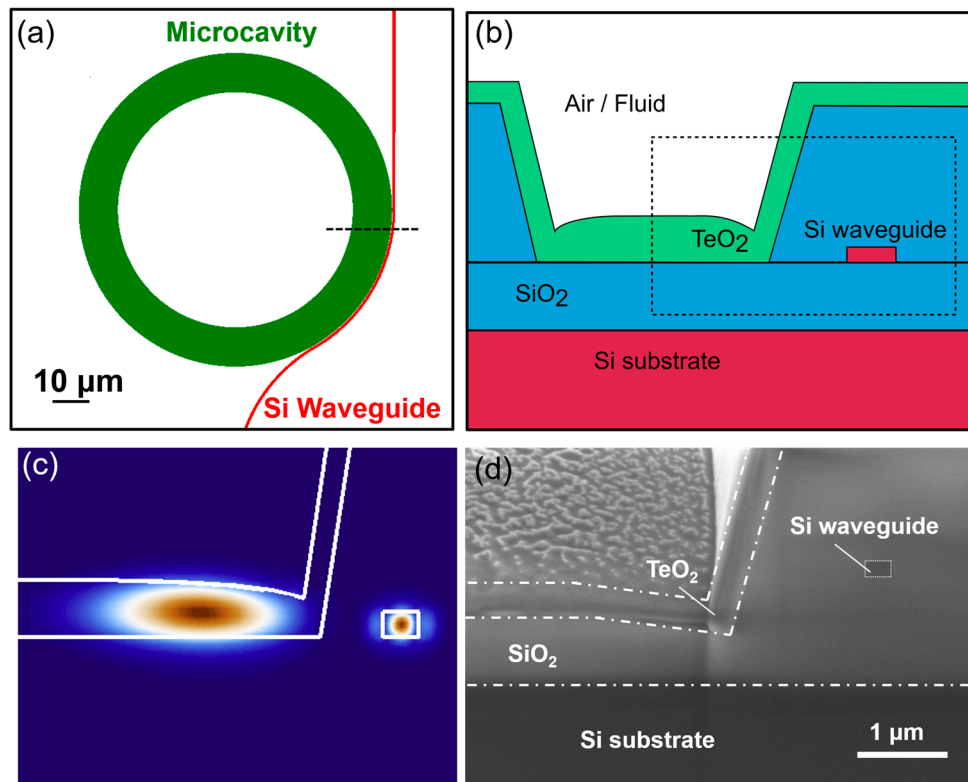 (a)
Microcavity
10 µm
Si Waveguide
(b)
Air / Fluid
TeO2
Si waveguide
SiO2
Si substrate
(c)
(d)
Si waveguide
TeO2
SiO2
1 µm
Si substrate